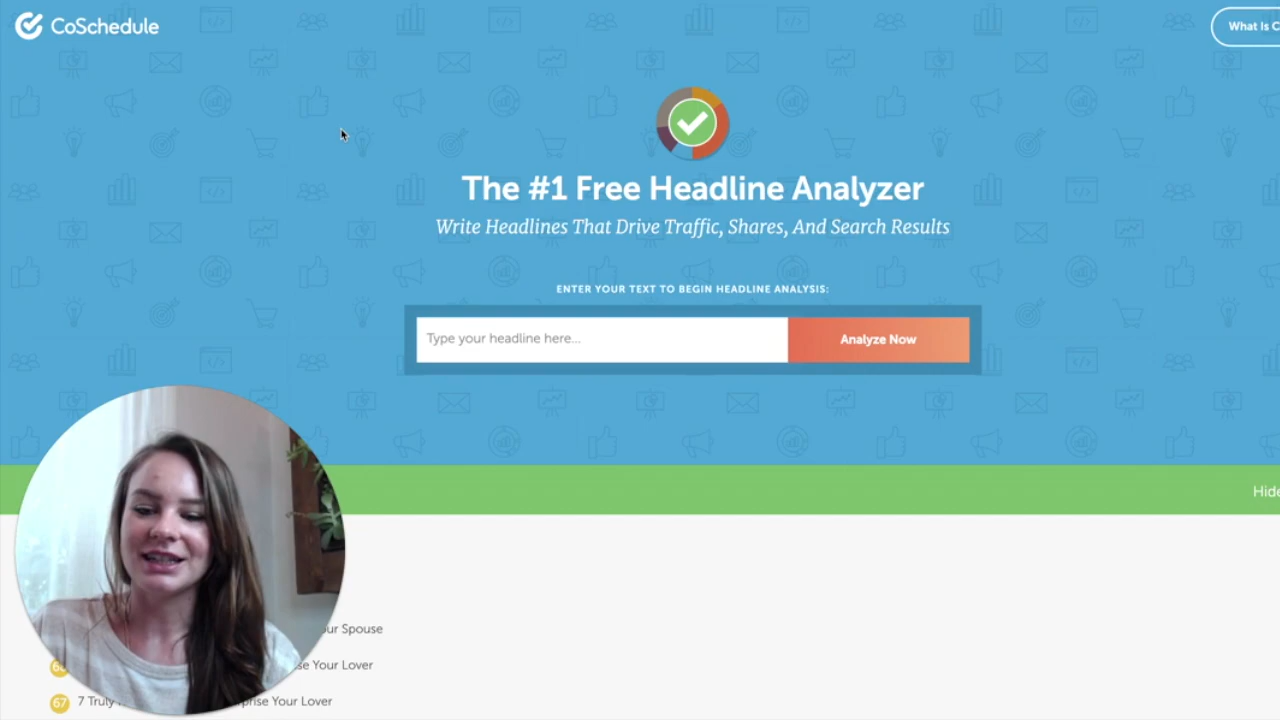 CoSchedule
What Is C
The #1 Free Headline Analyzer
Write Headlines That Drive Traffic, Shares, And Search Results
ENTER YOUR TEXT TO BEGIN HEADLINE ANALYSIS:
Type your headline here...
Analyze Now
Hide
ur Spouse
se Your Lover
67 7 Truly prise Your Lover